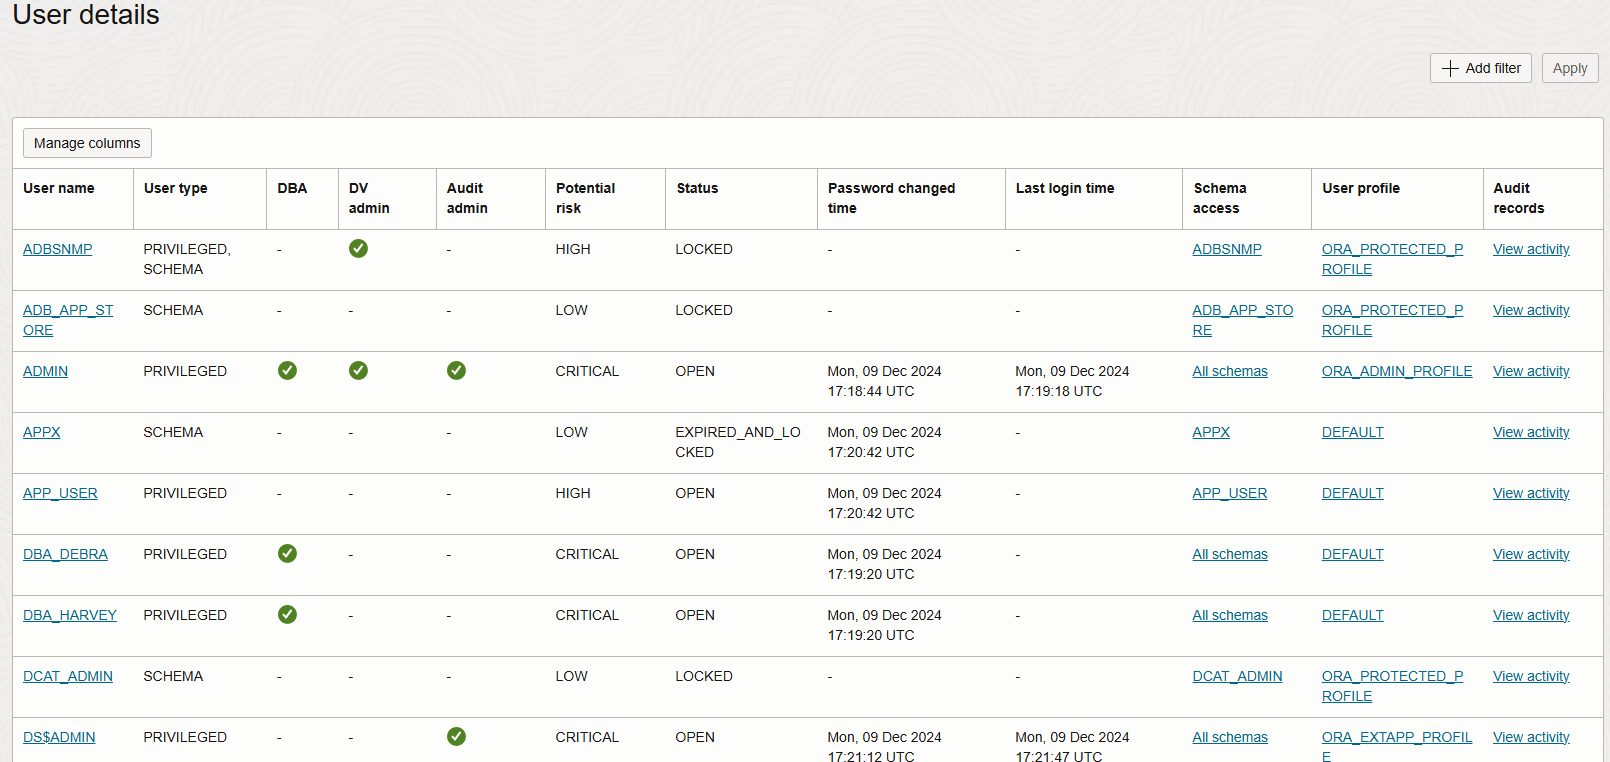 User details
Add filter Apply
Manage columns
User name User type DBA DV admin Audit admin Potential risk Status Password changed time Last login time Schema access User profile Audit records
ADBSNMP PRIVILEGED, SCHEMA - - HIGH LOCKED - - ADBSNMP ORA_PROTECTED_PROFILE View activity
ADB_APP_STORE SCHEMA - - - LOW LOCKED - - ADB_APP_STORE ORA_PROTECTED_PROFILE View activity
ADMIN PRIVILEGED CRITICAL OPEN Mon, 09 Dec 2024 17:18:44 UTC Mon, 09 Dec 2024 17:19:18 UTC All schemas ORA_ADMIN_PROFILE View activity
APPX SCHEMA - - - LOW EXPIRED_AND_LOCKED Mon, 09 Dec 2024 17:20:42 UTC - APPX DEFAULT View activity
APP_USER PRIVILEGED - - - HIGH OPEN Mon, 09 Dec 2024 17:20:42 UTC - APP_USER DEFAULT View activity
DBA_DEBRA PRIVILEGED - - CRITICAL OPEN Mon, 09 Dec 2024 17:19:20 UTC - All schemas DEFAULT View activity
DBA_HARVEY PRIVILEGED - - CRITICAL OPEN Mon, 09 Dec 2024 17:19:20 UTC - All schemas DEFAULT View activity
DCAT_ADMIN SCHEMA - - - LOW LOCKED - - DCAT_ADMIN ORA_PROTECTED_PROFILE View activity
DS$ADMIN PRIVILEGED - - CRITICAL OPEN Mon, 09 Dec 2024 17:21:12 UTC Mon, 09 Dec 2024 17:21:47 UTC All schemas ORA_EXTAPP_PROFILE View activity